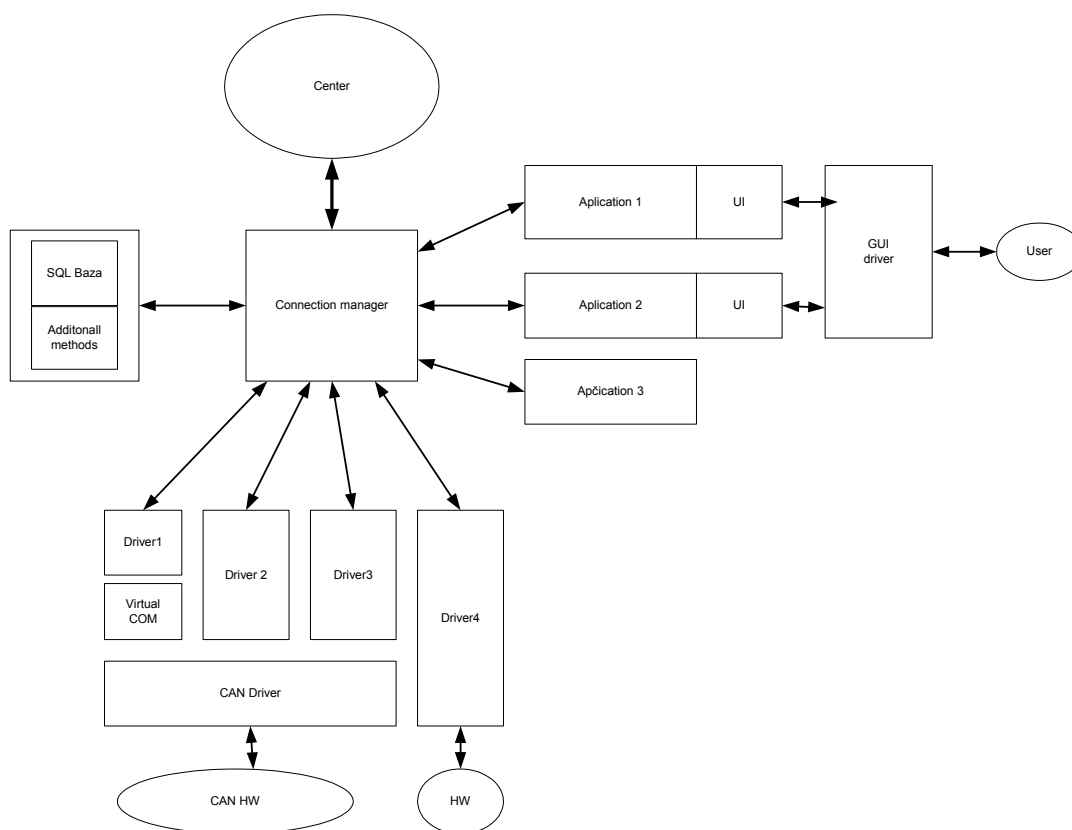 Center
Aplication 1
UI
GUI
driver
User
SQL Baza
Additonall
methods
Connection manager
Aplication 2
UI
Apčication 3
Driver1
Virtual
COM
Driver 2
Driver3
Driver4
CAN Driver
CAN HW
HW